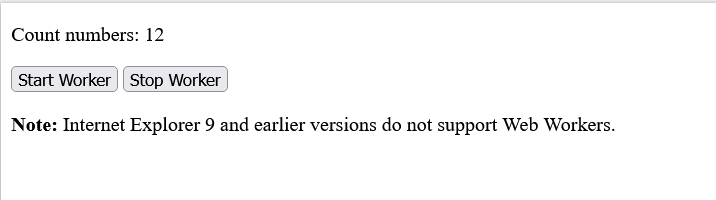 Count numbers: 12
Start Worker Stop Worker
Note: Internet Explorer 9 and earlier versions do not support Web Workers.